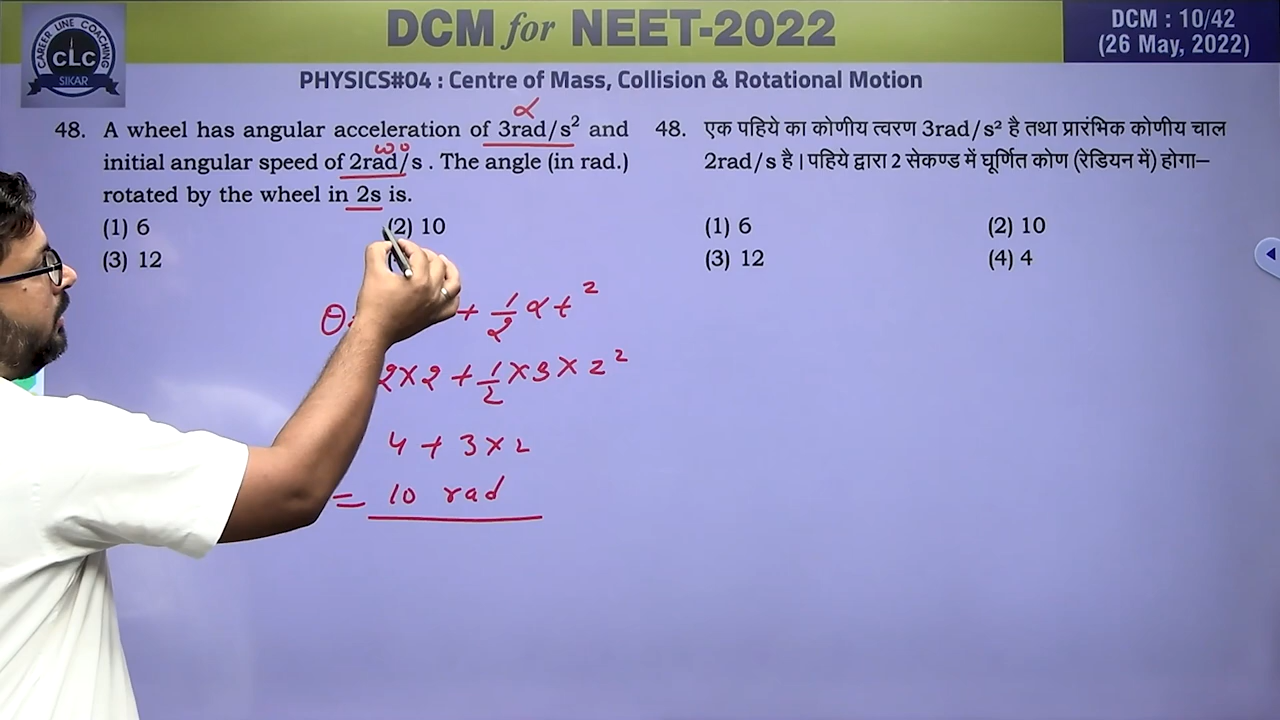 DCM for NEET-2022
DCM : 10/42
(26 May, 2022)
CAREER LINE COACHING
CLC
SIKAR
PHYSICS#04 : Centre of Mass, Collision & Rotational Motion
α
48. A wheel has angular acceleration of 3rad/s² and
ω₀
initial angular speed of 2rad/s . The angle (in rad.)
rotated by the wheel in 2s is.
(1) 6 (2) 10
(3) 12
48. एक पहिये का कोणीय त्वरण 3rad/s² है तथा प्रारंभिक कोणीय चाल
2rad/s है। पहिये द्वारा 2 सेकण्ड में घूर्णित कोण (रेडियन में) होगा–
(1) 6 (2) 10
(3) 12 (4) 4
θ + 1/2 α t²
2×2 + 1/2 ×3×2²
4 + 3×2
= 10 rad